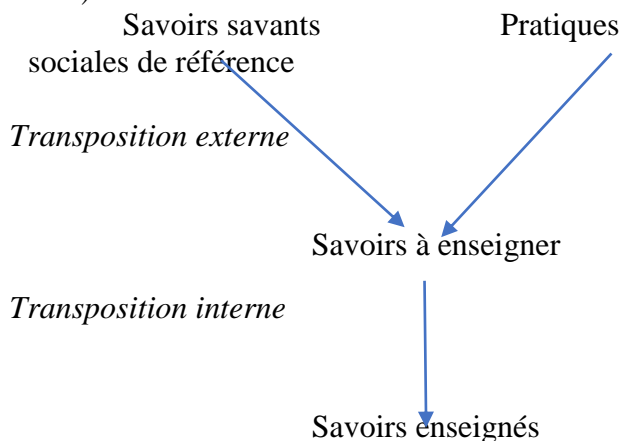 Savoirs savants Pratiques
sociales de référence
Transposition externe
Savoirs à enseigner
Transposition interne
Savoirs enseignés